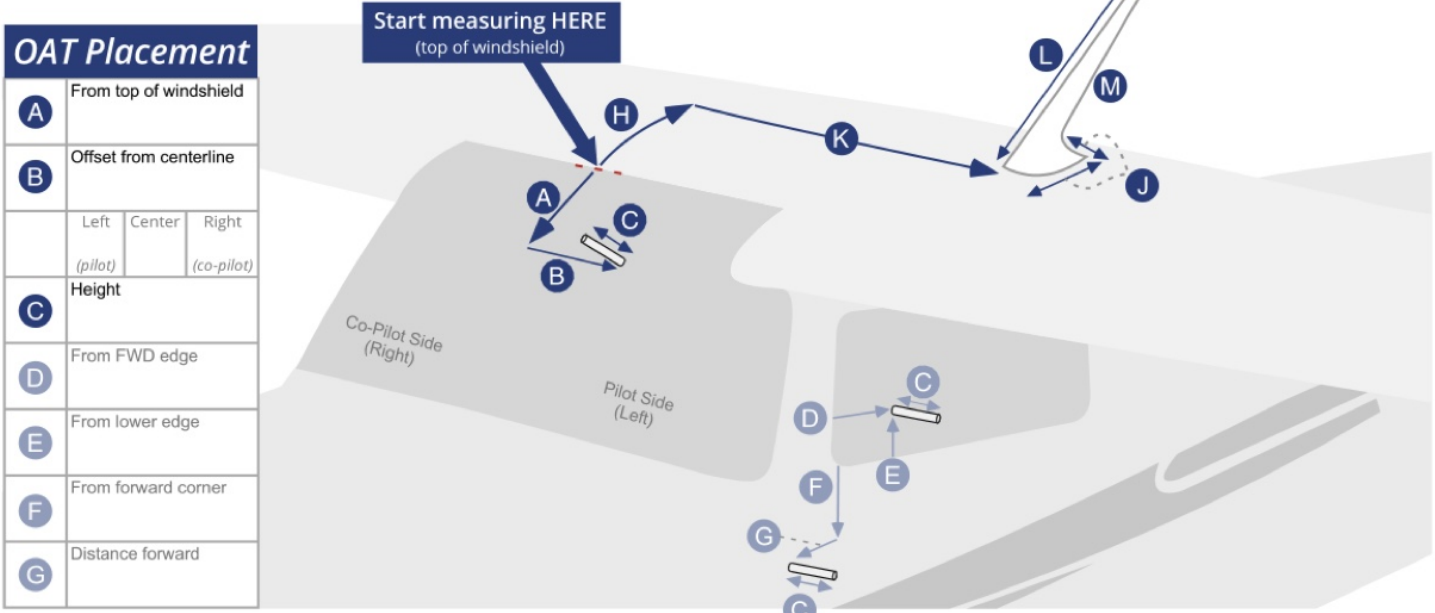 Start measuring HERE
(top of windshield)
OAT Placement
A
From top of windshield
B
Offset from centerline
Left
Center
Right
(pilot)
(co-pilot)
C
Height
D
From FWD edge
E
From lower edge
F
From forward corner
G
Distance forward
H
K
L
M
J
A
C
B
Co-Pilot Side
(Right)
Pilot Side
(Left)
C
D
E
F
G
C